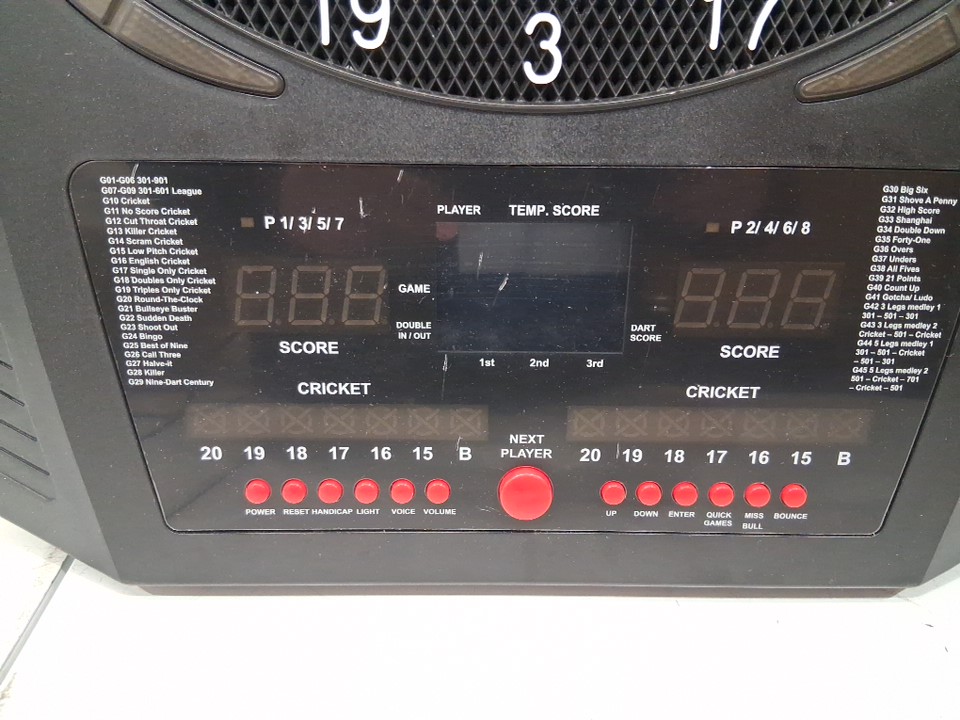 19
3
17
G01-G06 301-901
G07-G09 301-601 League
G10 Cricket
G11 No Score Cricket
G12 Cut Throat Cricket
G13 Killer Cricket
G14 Scram Cricket
G15 Low Pitch Cricket
G16 English Cricket
G17 Single Only Cricket
G18 Doubles Only Cricket
G19 Triples Only Cricket
G20 Round-The-Clock
G21 Bullseye Buster
G22 Sudden Death
G23 Shoot Out
G24 Bingo
G25 Best of Nine
G26 Call Three
G27 Halve-it
G28 Killer
G29 Nine-Dart Century
P 1/ 3/ 5/ 7
SCORE
CRICKET
20 19 18 17 16 15 B
POWER RESET HANDICAP LIGHT VOICE VOLUME
PLAYER TEMP. SCORE
GAME
DOUBLE
IN / OUT
DART
SCORE
1st 2nd 3rd
NEXT
PLAYER
P 2/ 4/ 6/ 8
SCORE
CRICKET
20 19 18 17 16 15 B
UP DOWN ENTER QUICK GAMES MISS BULL BOUNCE
G30 Big Six
G31 Shove A Penny
G32 High Score
G33 Shanghai
G34 Double Down
G35 Forty-One
G36 Overs
G37 Unders
G38 All Fives
G39 21 Points
G40 Count Up
G41 Gotcha/ Ludo
G42 3 Legs medley 1
301 – 501 – 301
G43 3 Legs medley 2
Cricket – 501 – Cricket
G44 5 Legs medley 1
301 – 501 – Cricket
– 501 – 301
G45 5 Legs medley 2
501 – Cricket – 701
– Cricket – 501